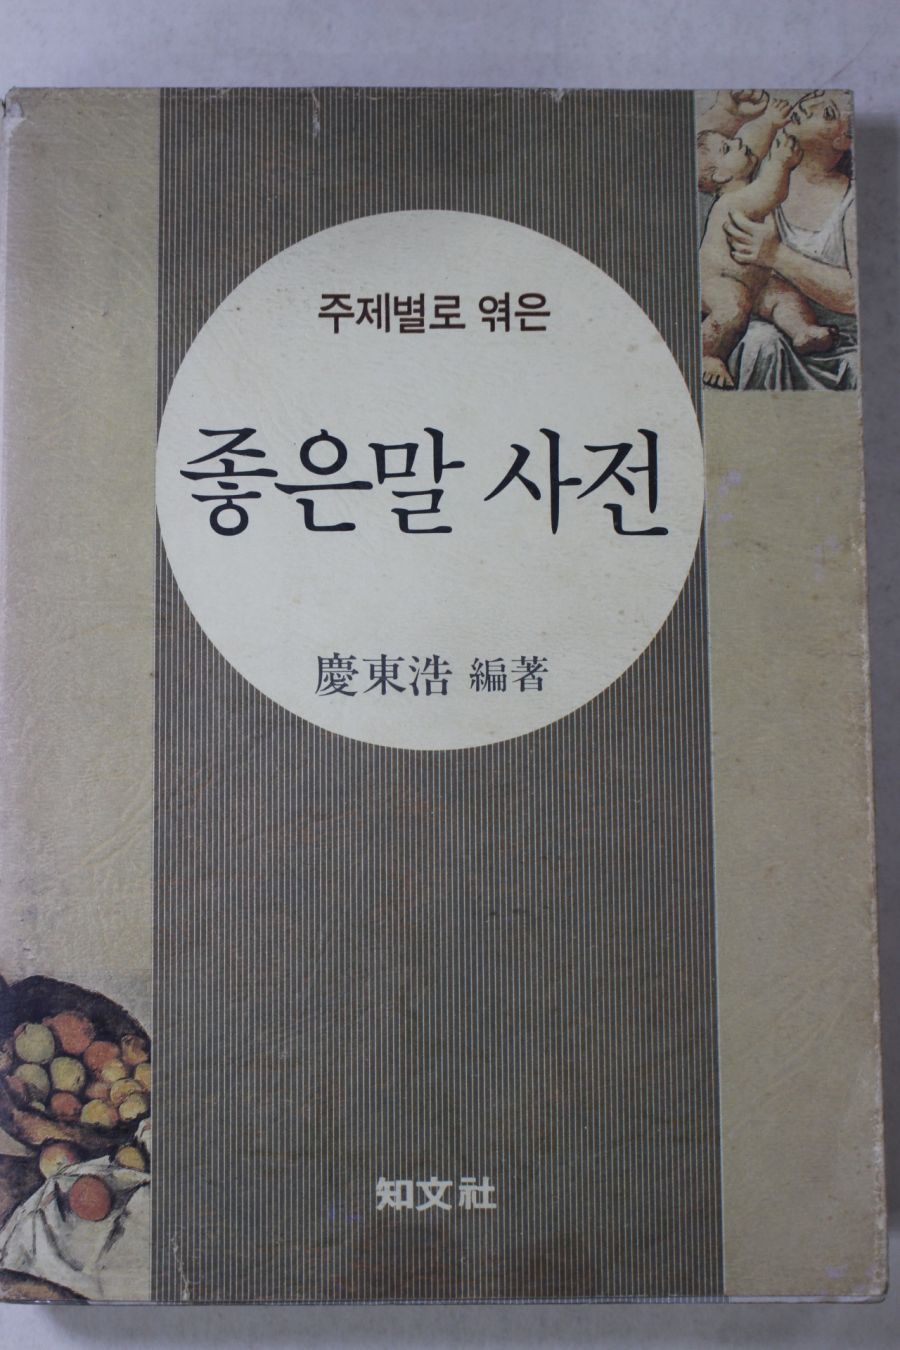 주제별로 엮은
좋은말 사전
慶東浩 編著
知文社